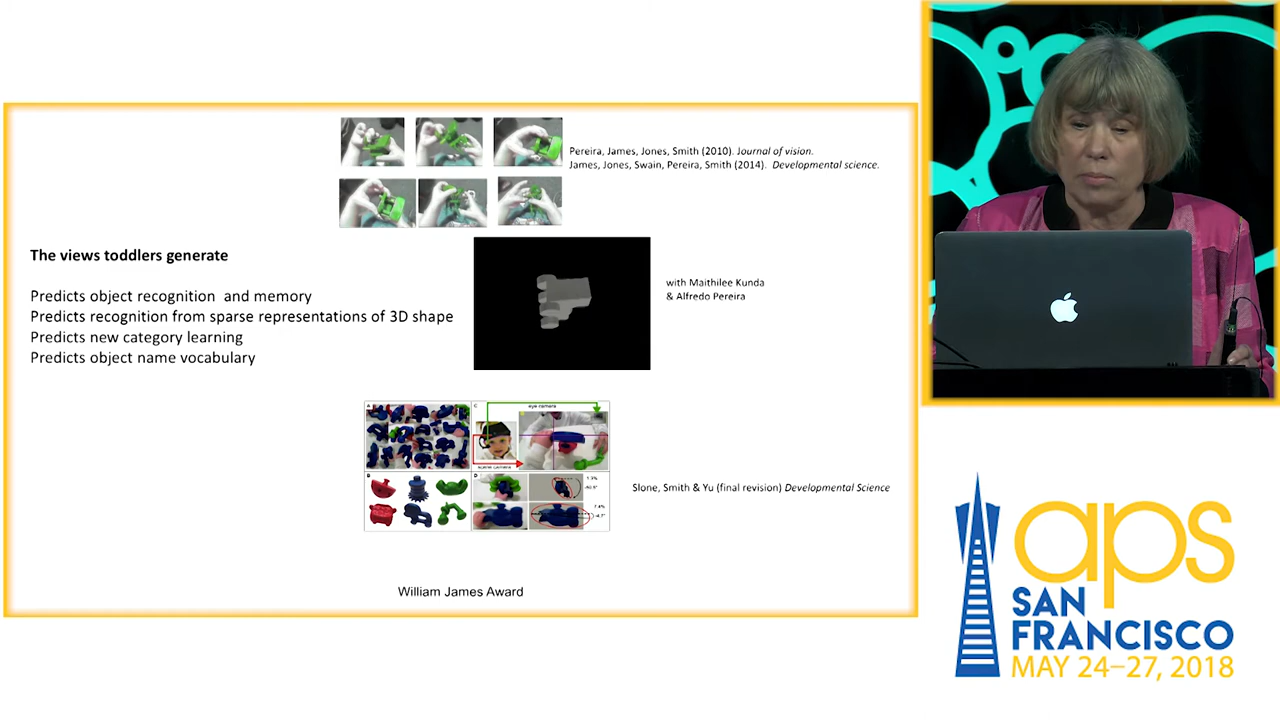 Pereira, James, Jones, Smith (2010). Journal of vision.
James, Jones, Swain, Pereira, Smith (2014). Developmental science.
The views toddlers generate
Predicts object recognition and memory
Predicts recognition from sparse representations of 3D shape
Predicts new category learning
Predicts object name vocabulary
with Maithilee Kunda
& Alfredo Pereira
A
C
eye camera
B
D
Slone, Smith & Yu (final revision) Developmental Science
William James Award
aps
SAN
FRANCISCO
MAY 24–27, 2018